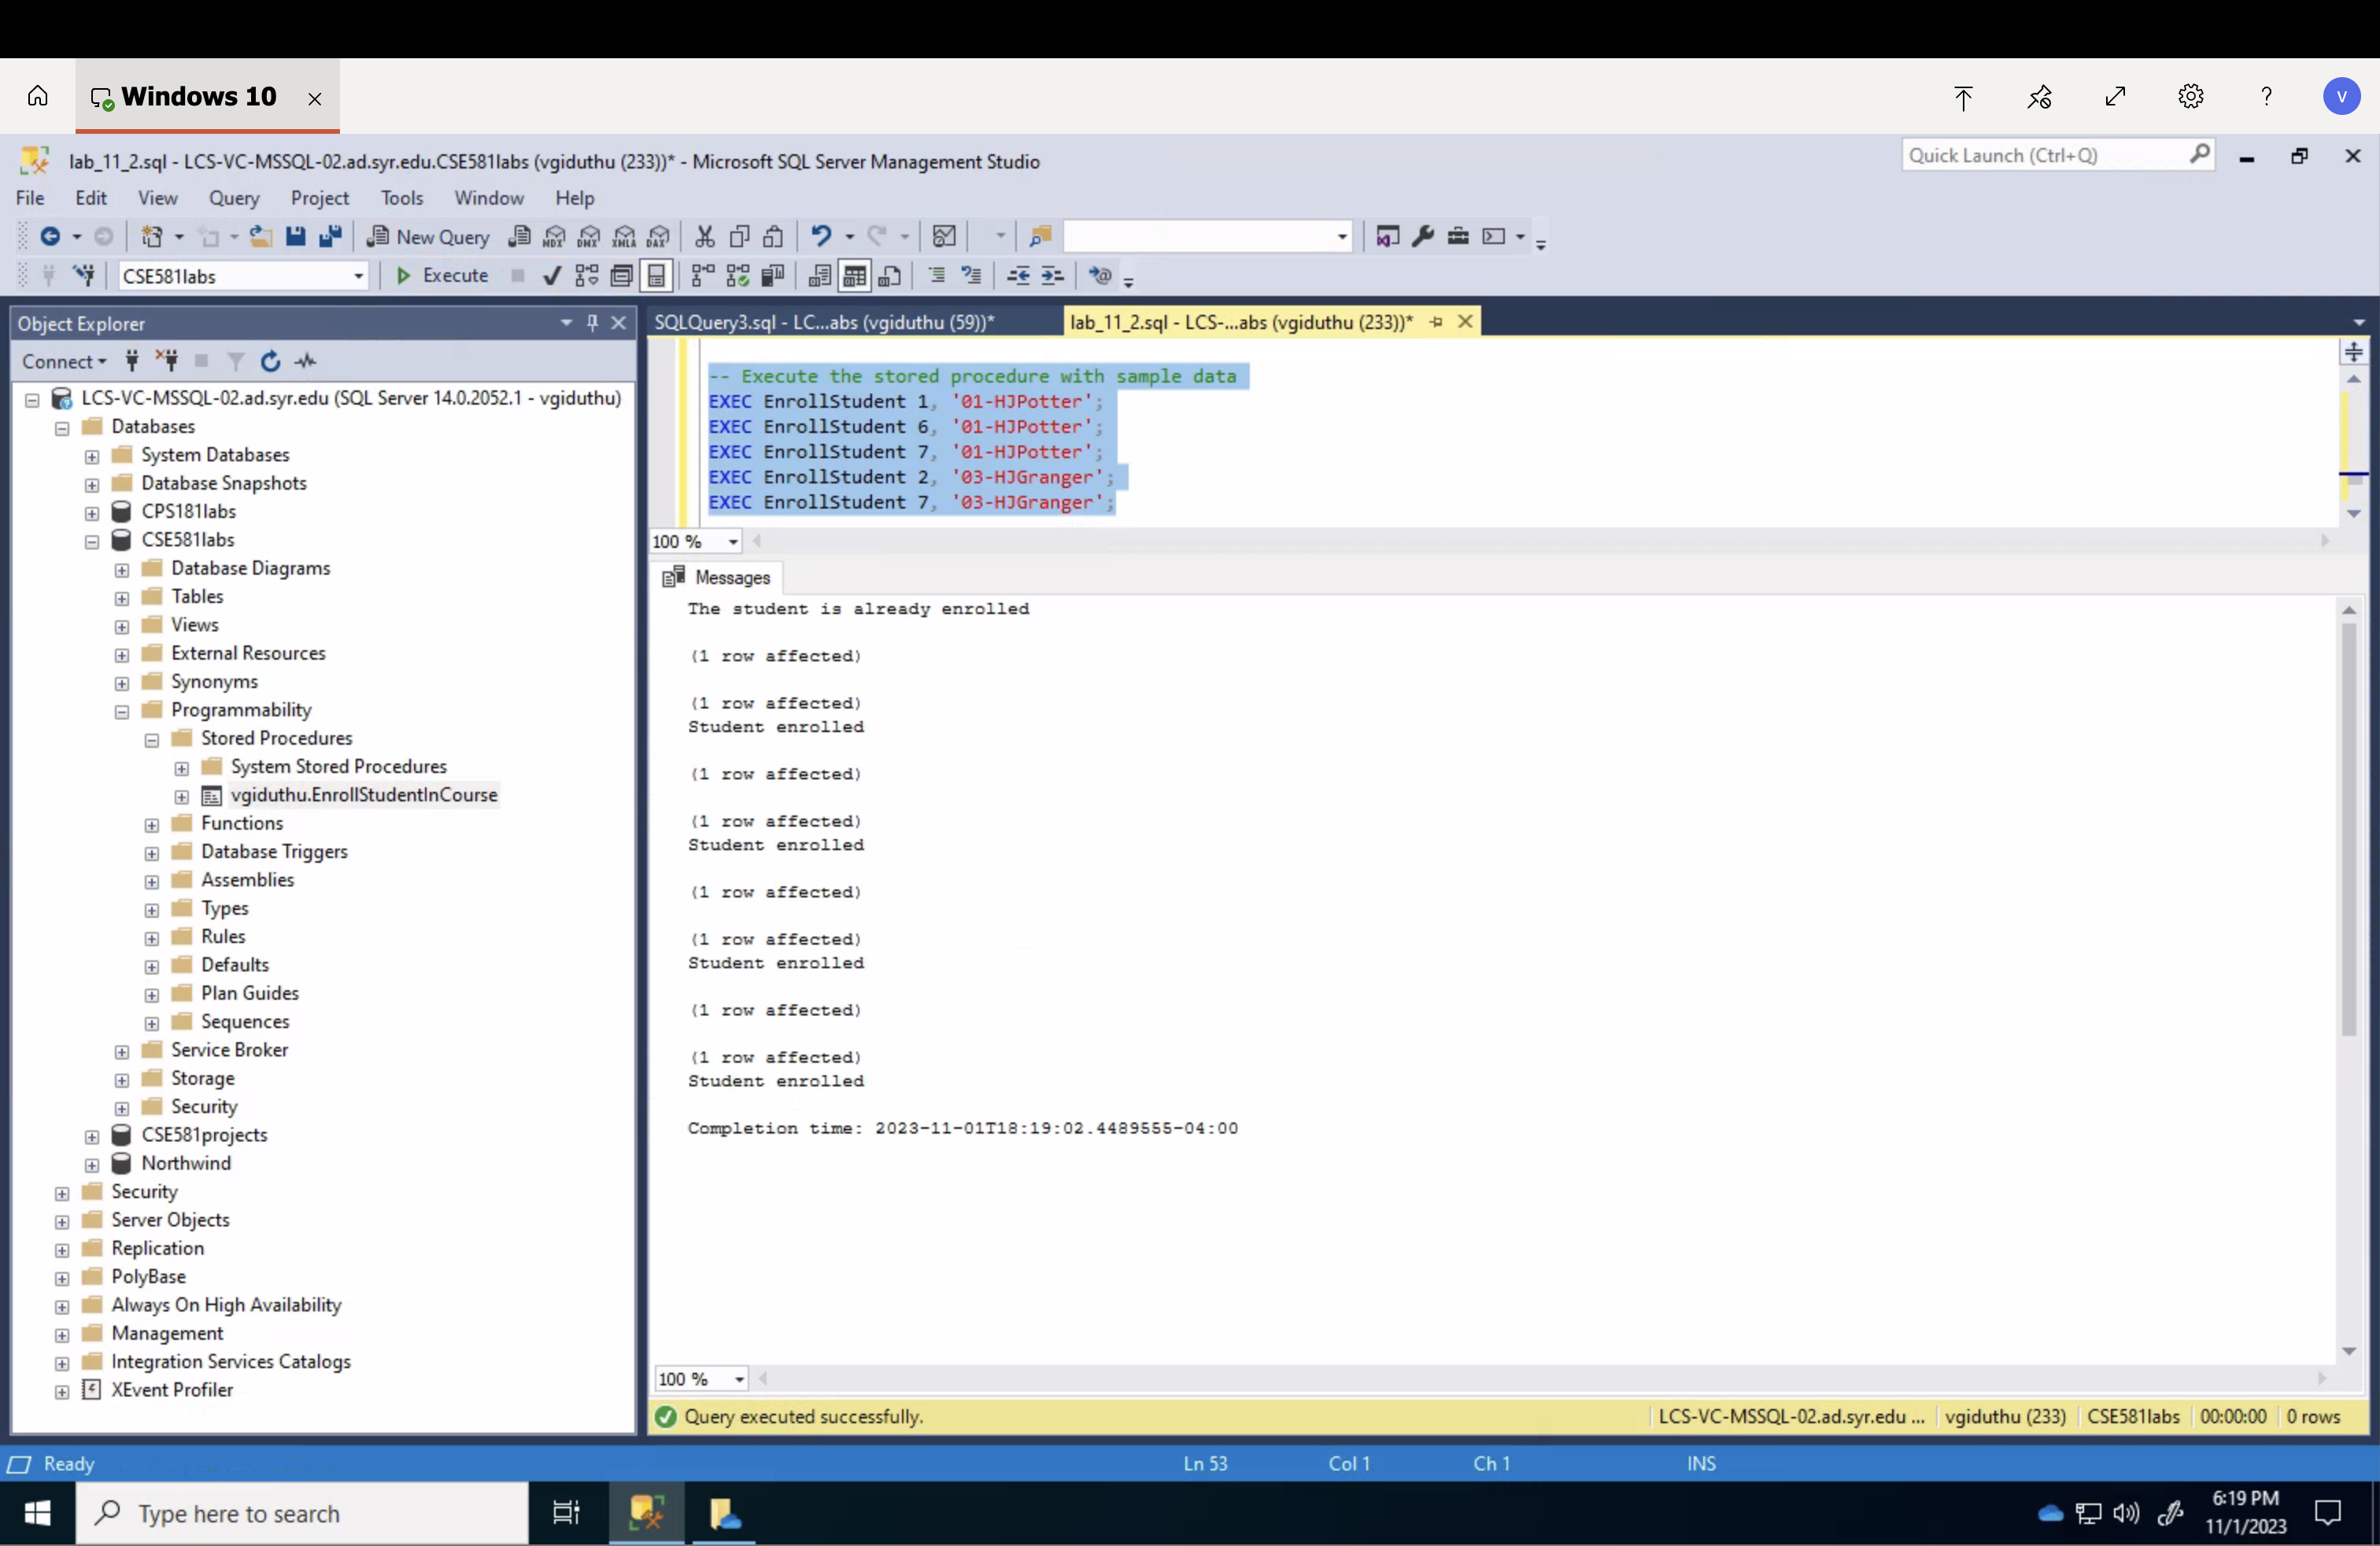 Windows 10
V
lab_11_2.sql - LCS-VC-MSSQL-02.ad.syr.edu.CSE581labs (vgiduthu (233))* - Microsoft SQL Server Management Studio
Quick Launch (Ctrl+Q)
File Edit View Query Project Tools Window Help
New Query MDX DMX XMLA DAX
CSE581labs Execute
Object Explorer
SQLQuery3.sql - LC...abs (vgiduthu (59))*
lab_11_2.sql - LCS-...abs (vgiduthu (233))*
Connect
LCS-VC-MSSQL-02.ad.syr.edu (SQL Server 14.0.2052.1 - vgiduthu)
Databases
System Databases
Database Snapshots
CPS181labs
CSE581labs
Database Diagrams
Tables
Views
External Resources
Synonyms
Programmability
Stored Procedures
System Stored Procedures
vgiduthu.EnrollStudentInCourse
Functions
Database Triggers
Assemblies
Types
Rules
Defaults
Plan Guides
Sequences
Service Broker
Storage
Security
CSE581projects
Northwind
Security
Server Objects
Replication
PolyBase
Always On High Availability
Management
Integration Services Catalogs
XEvent Profiler
-- Execute the stored procedure with sample data
EXEC EnrollStudent 1, '01-HJPotter';
EXEC EnrollStudent 6, '01-HJPotter';
EXEC EnrollStudent 7, '01-HJPotter';
EXEC EnrollStudent 2, '03-HJGranger';
EXEC EnrollStudent 7, '03-HJGranger';
100 %
Messages
The student is already enrolled
(1 row affected)
(1 row affected)
Student enrolled
(1 row affected)
(1 row affected)
Student enrolled
(1 row affected)
(1 row affected)
Student enrolled
(1 row affected)
(1 row affected)
Student enrolled
Completion time: 2023-11-01T18:19:02.4489555-04:00
100 %
Query executed successfully.
LCS-VC-MSSQL-02.ad.syr.edu ... vgiduthu (233) CSE581labs 00:00:00 0 rows
Ready
Ln 53 Col 1 Ch 1 INS
Type here to search
6:19 PM
11/1/2023